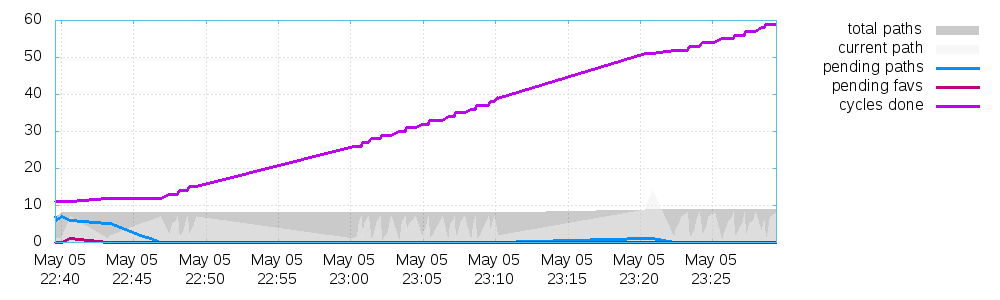 60
50
40
30
20
10
0
May 05 May 05 May 05 May 05 May 05 May 05 May 05 May 05 May 05 May 05
22:40 22:45 22:50 22:55 23:00 23:05 23:10 23:15 23:20 23:25
total paths
current path
pending paths
pending favs
cycles done